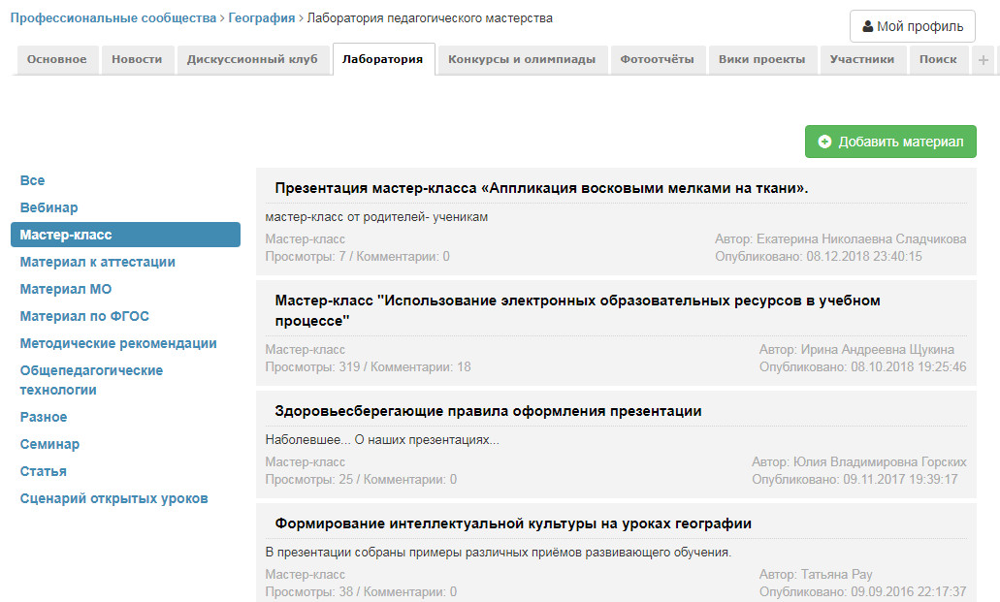 Профессиональные сообщества › География › Лаборатория педагогического мастерства
Мой профиль
Основное Новости Дискуссионный клуб Лаборатория Конкурсы и олимпиады Фотоотчёты Вики проекты Участники Поиск +
Добавить материал
Все
Вебинар
Мастер-класс
Материал к аттестации
Материал МО
Материал по ФГОС
Методические рекомендации
Общепедагогические
технологии
Разное
Семинар
Статья
Сценарий открытых уроков
Презентация мастер-класса «Аппликация восковыми мелками на ткани».
мастер-класс от родителей- ученикам
Мастер-класс Автор: Екатерина Николаевна Сладчикова
Просмотры: 7 / Комментарии: 0 Опубликовано: 08.12.2018 23:40:15
Мастер-класс "Использование электронных образовательных ресурсов в учебном
процессе"
Мастер-класс Автор: Ирина Андреевна Щукина
Просмотры: 319 / Комментарии: 18 Опубликовано: 08.10.2018 19:25:46
Здоровьесберегающие правила оформления презентации
Наболевшее... О наших презентациях...
Мастер-класс Автор: Юлия Владимировна Горских
Просмотры: 25 / Комментарии: 0 Опубликовано: 09.11.2017 19:39:17
Формирование интеллектуальной культуры на уроках географии
В презентации собраны примеры различных приёмов развивающего обучения.
Мастер-класс Автор: Татьяна Рау
Просмотры: 38 / Комментарии: 0 Опубликовано: 09.09.2016 22:17:37